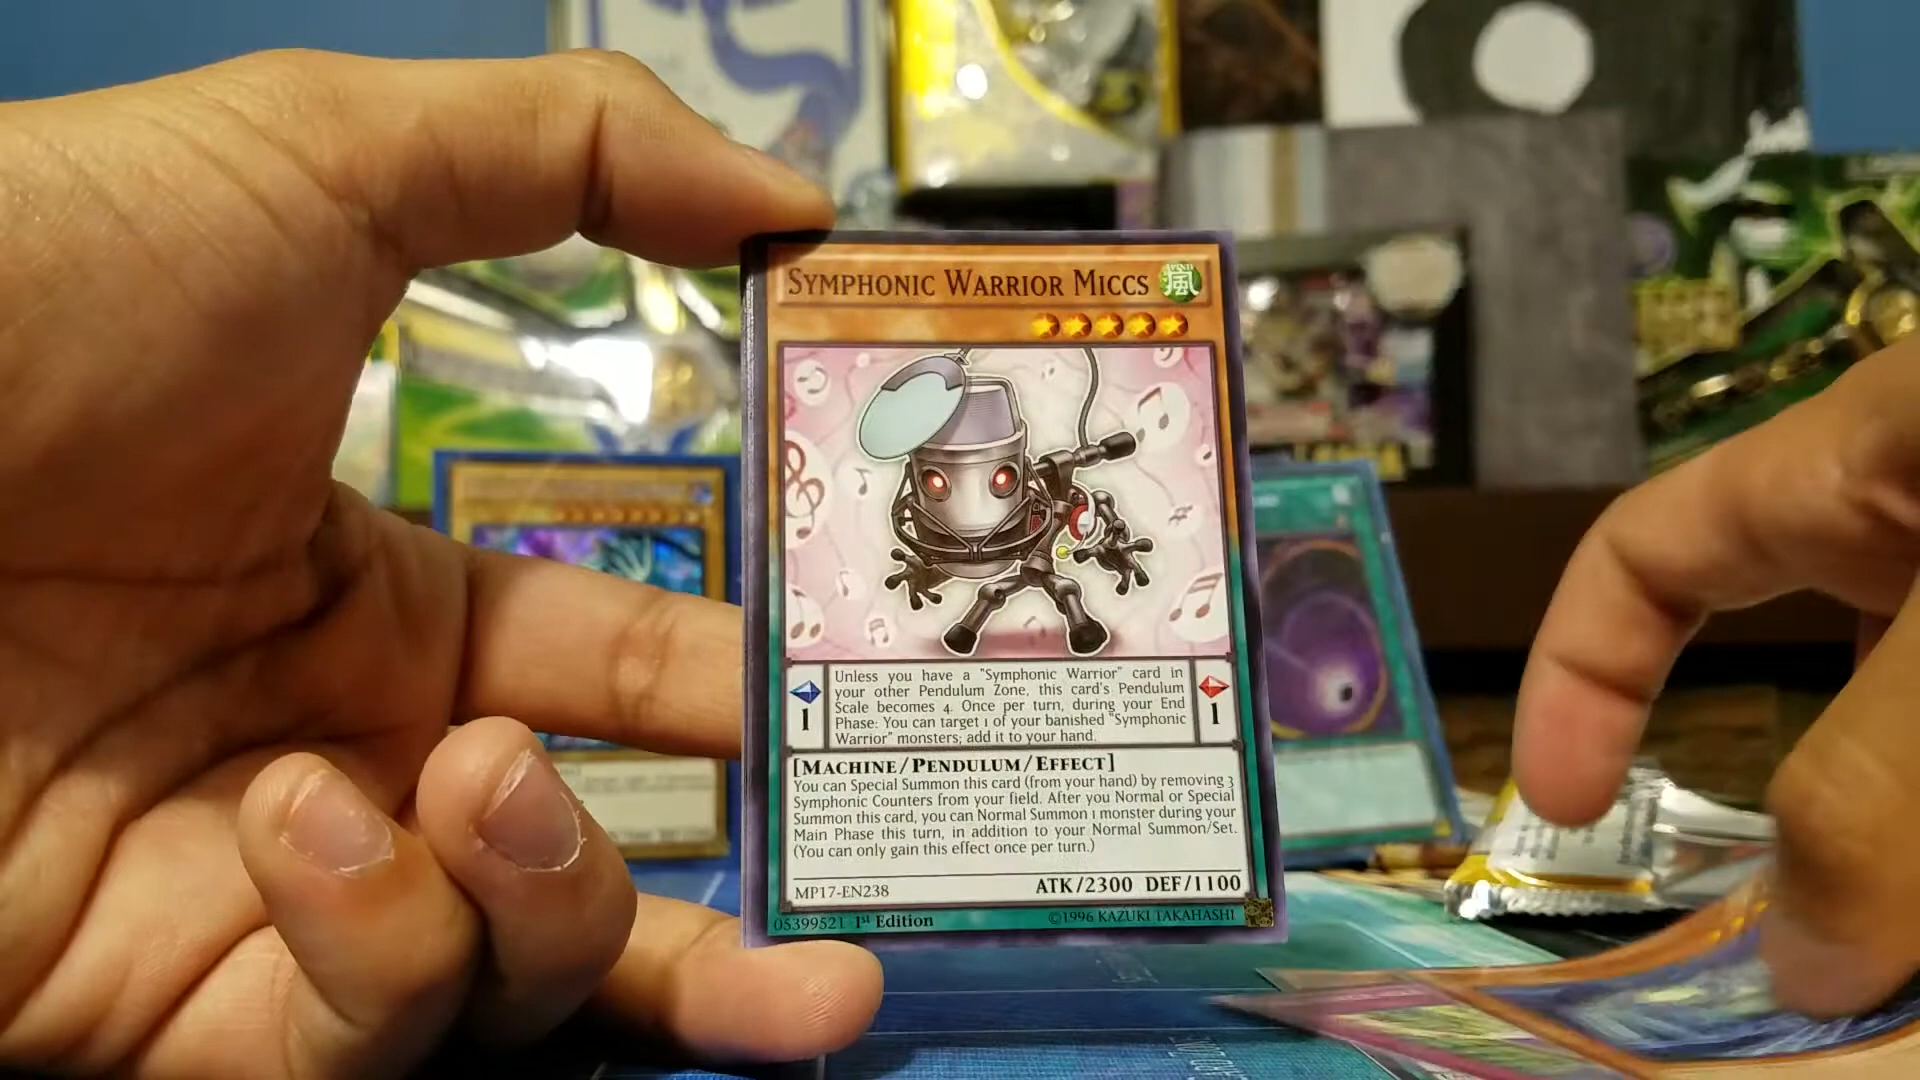 SYMPHONIC WARRIOR MICCS
WIND
風
Unless you have a "Symphonic Warrior" card in
your other Pendulum Zone, this card's Pendulum
Scale becomes 4. Once per turn, during your End
Phase: You can target 1 of your banished "Symphonic
Warrior" monsters; add it to your hand.
1
1
[MACHINE/PENDULUM/EFFECT]
You can Special Summon this card (from your hand) by removing 3
Symphonic Counters from your field. After you Normal or Special
Summon this card, you can Normal Summon 1 monster during your
Main Phase this turn, in addition to your Normal Summon/Set.
(You can only gain this effect once per turn.)
MP17-EN238
ATK/2300 DEF/1100
05399521 1st Edition
©1996 KAZUKI TAKAHASHI